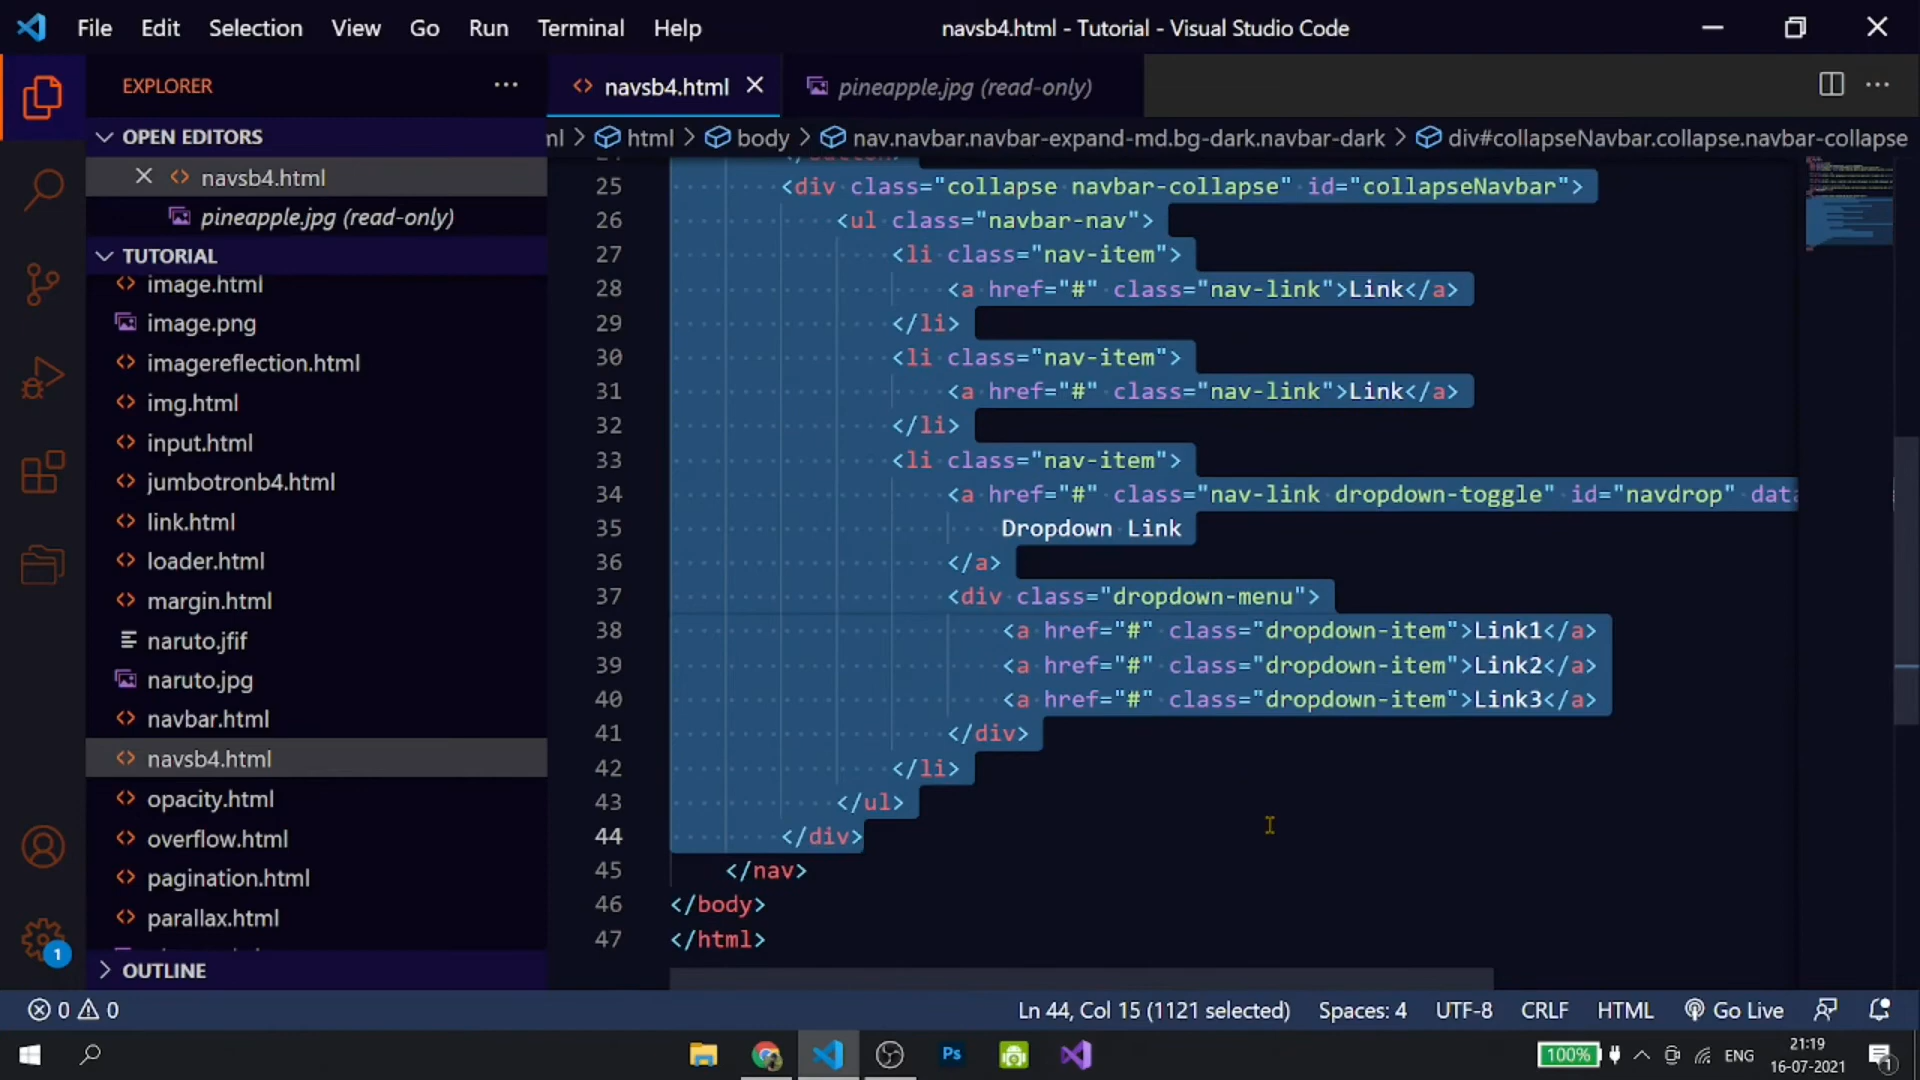 File Edit Selection View Go Run Terminal Help navsb4.html - Tutorial - Visual Studio Code
EXPLORER
navsb4.html pineapple.jpg (read-only)
OPEN EDITORS
ml html body nav.navbar.navbar-expand-md.bg-dark.navbar-dark div#collapseNavbar.collapse.navbar-collapse
navsb4.html
pineapple.jpg (read-only)
TUTORIAL
image.html
image.png
imagereflection.html
img.html
input.html
jumbotronb4.html
link.html
loader.html
margin.html
naruto.jfif
naruto.jpg
navbar.html
navsb4.html
opacity.html
overflow.html
pagination.html
parallax.html
OUTLINE
25 <div class="collapse navbar-collapse" id="collapseNavbar">
26 <ul class="navbar-nav">
27 <li class="nav-item">
28 <a href="#" class="nav-link">Link</a>
29 </li>
30 <li class="nav-item">
31 <a href="#" class="nav-link">Link</a>
32 </li>
33 <li class="nav-item">
34 <a href="#" class="nav-link dropdown-toggle" id="navdrop" data
35 Dropdown Link
36 </a>
37 <div class="dropdown-menu">
38 <a href="#" class="dropdown-item">Link1</a>
39 <a href="#" class="dropdown-item">Link2</a>
40 <a href="#" class="dropdown-item">Link3</a>
41 </div>
42 </li>
43 </ul>
44 </div>
45 </nav>
46 </body>
47 </html>
1
0 0 Ln 44, Col 15 (1121 selected) Spaces: 4 UTF-8 CRLF HTML Go Live
Ps 100% ENG 21:19
16-07-2021 1